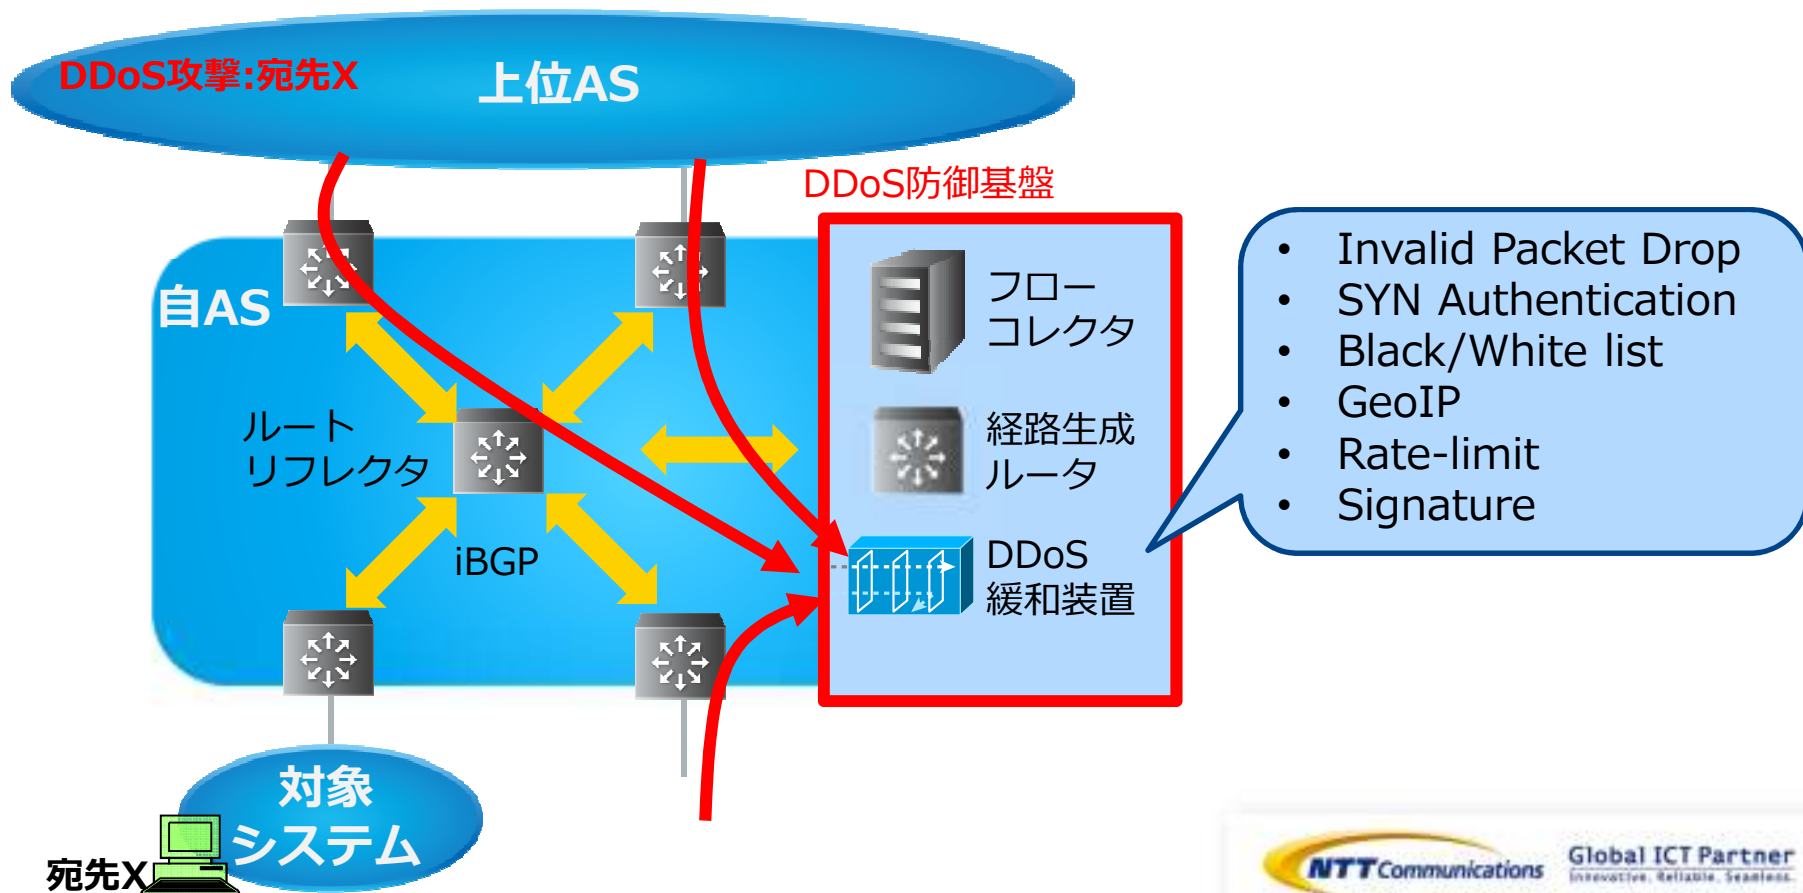 DDoS攻撃:宛先X
上位AS
DDoS防御基盤
自AS
フロー
コレクタ
ルート
リフレクタ
経路生成
ルータ
iBGP
DDoS
緩和装置
• Invalid Packet Drop
• SYN Authentication
• Black/White list
• GeoIP
• Rate-limit
• Signature
対象
システム
宛先X
NTT Communications
Global ICT Partner
Innovative. Reliable. Seamless.